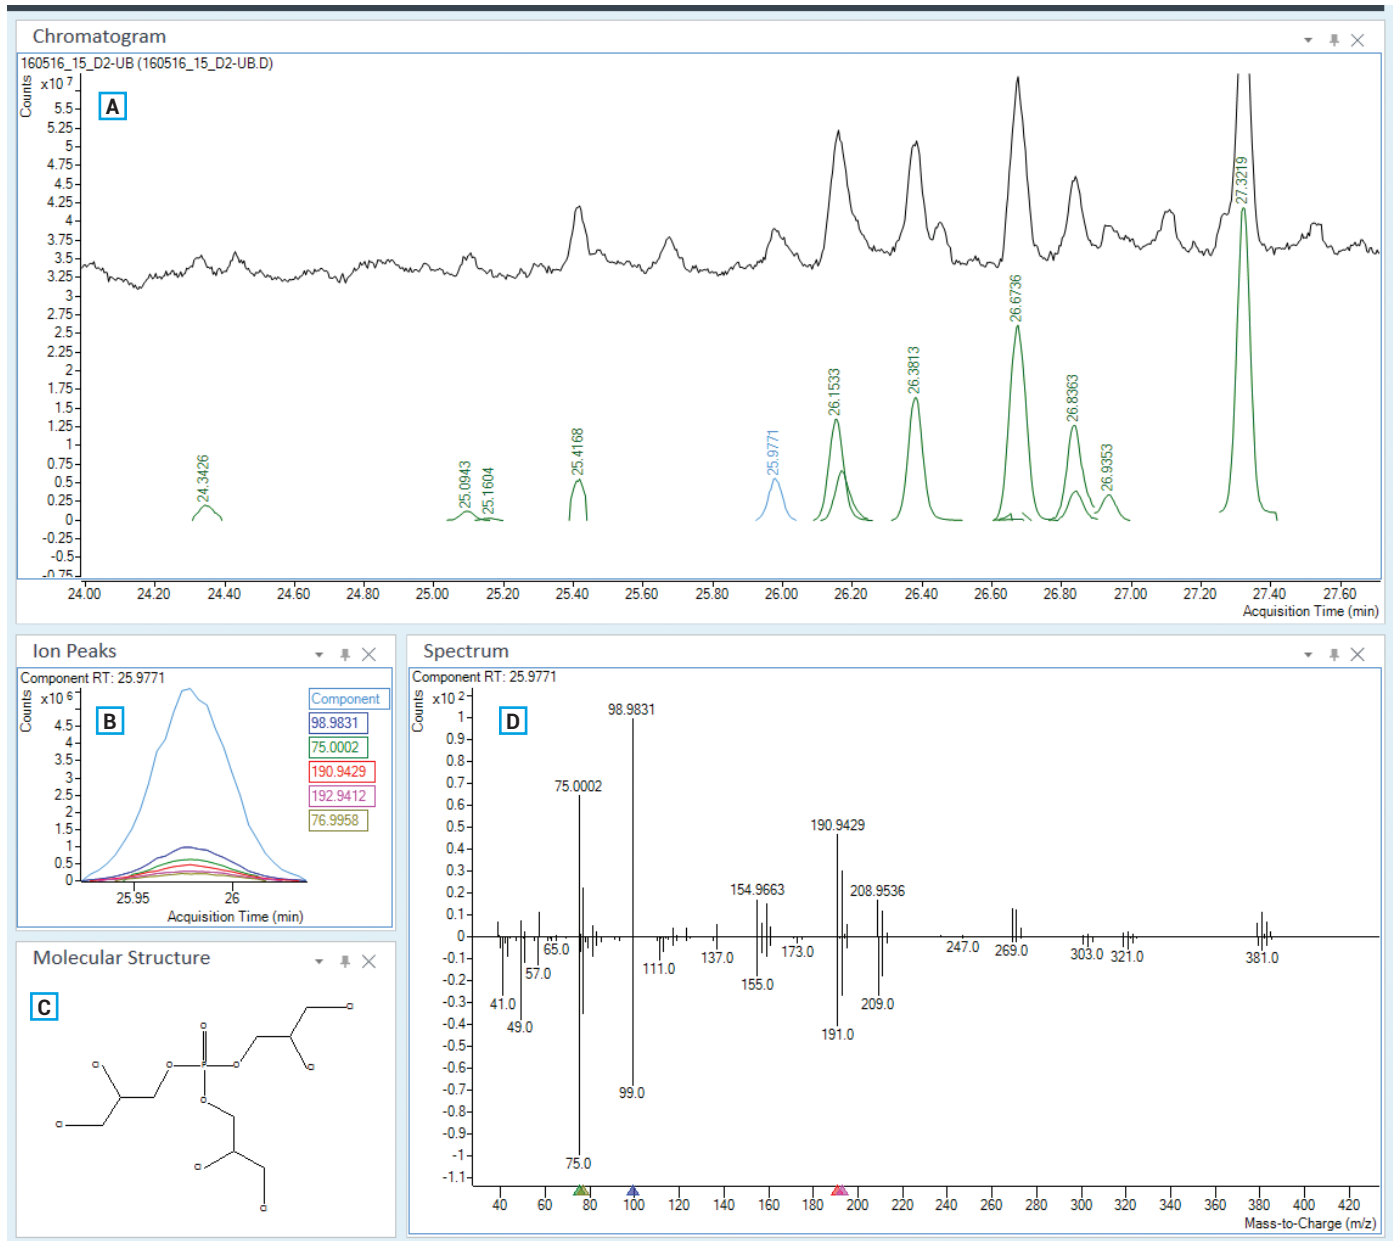 Chromatogram
160516_15_D2-UB (160516_15_D2-UB.D)
Counts
x10 7
A
5.5
5.25
5
4.75
4.5
4.25
4
3.75
3.5
3.25
3
2.75
2.5
2.25
2
1.75
1.5
1.25
1
0.75
0.5
0.25
0
-0.25
-0.5
-0.75
24.3426
25.0943
25.1604
25.4168
25.9771
26.1533
26.3813
26.6736
26.8363
26.9353
27.3219
24.00 24.20 24.40 24.60 24.80 25.00 25.20 25.40 25.60 25.80 26.00 26.20 26.40 26.60 26.80 27.00 27.20 27.40 27.60
Acquisition Time (min)
Ion Peaks
Component RT: 25.9771
Counts
x10 6
B
4.5
4
3.5
3
2.5
2
1.5
1
0.5
0
Component
98.9831
75.0002
190.9429
192.9412
76.9958
25.95 26
Acquisition Time (min)
Molecular Structure
C
Cl
O
Cl
O
P
O
Cl
Cl
O
Cl
Cl
Spectrum
Component RT: 25.9771
Counts
x10 2
D
1
0.9
0.8
0.7
0.6
0.5
0.4
0.3
0.2
0.1
0
-0.1
-0.2
-0.3
-0.4
-0.5
-0.6
-0.7
-0.8
-0.9
-1
-1.1
98.9831
75.0002
190.9429
154.9663
208.9536
65.0
57.0
41.0
49.0
75.0
99.0
111.0
137.0
155.0
173.0
191.0
209.0
247.0
269.0
303.0
321.0
381.0
40 60 80 100 120 140 160 180 200 220 240 260 280 300 320 340 360 380 400 420
Mass-to-Charge (m/z)